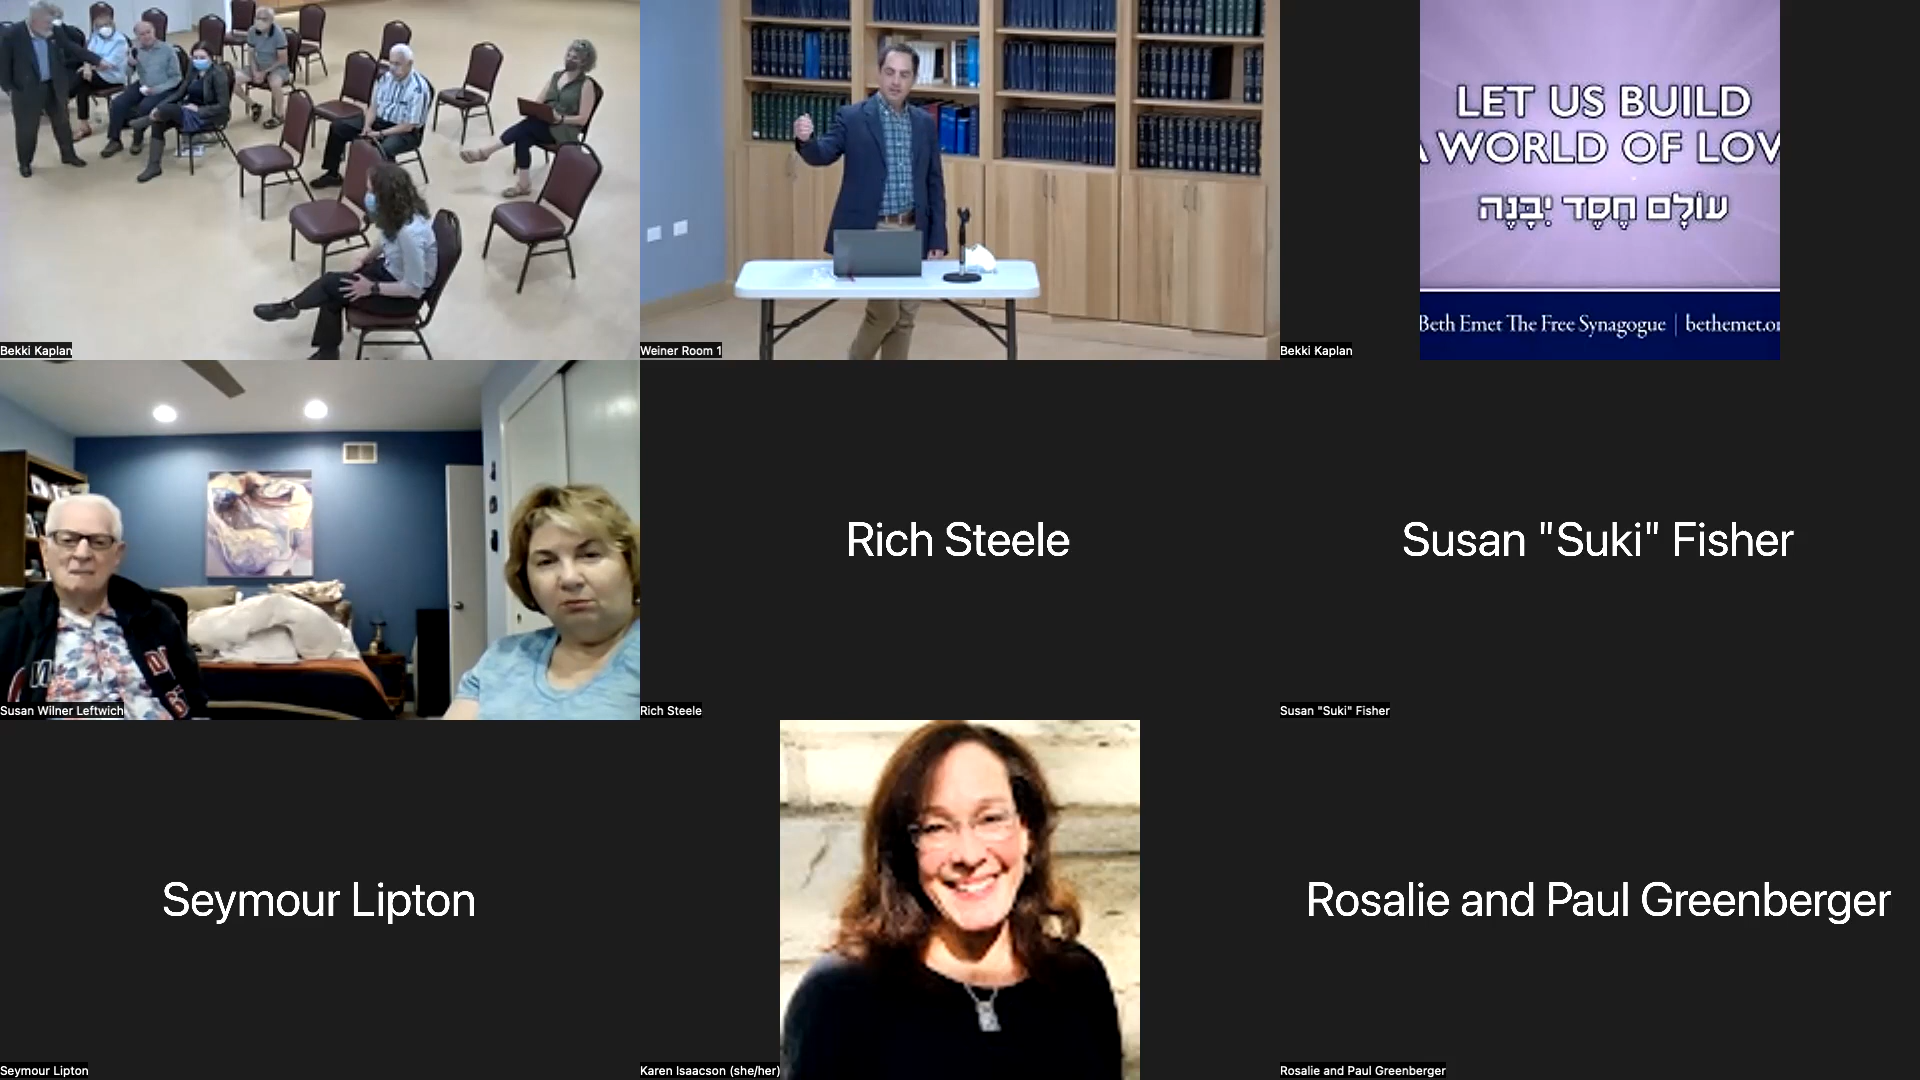 Bekki Kaplan
Weiner Room 1
LET US BUILD
A WORLD OF LOV
עוֹלָם חֶסֶד יִבָּנֶה
Beth Emet The Free Synagogue | bethemet.or
Bekki Kaplan
Susan Wilner Leftwich
Rich Steele
Rich Steele
Susan "Suki" Fisher
Susan "Suki" Fisher
Seymour Lipton
Seymour Lipton
Karen Isaacson (she/her)
Rosalie and Paul Greenberger
Rosalie and Paul Greenberger